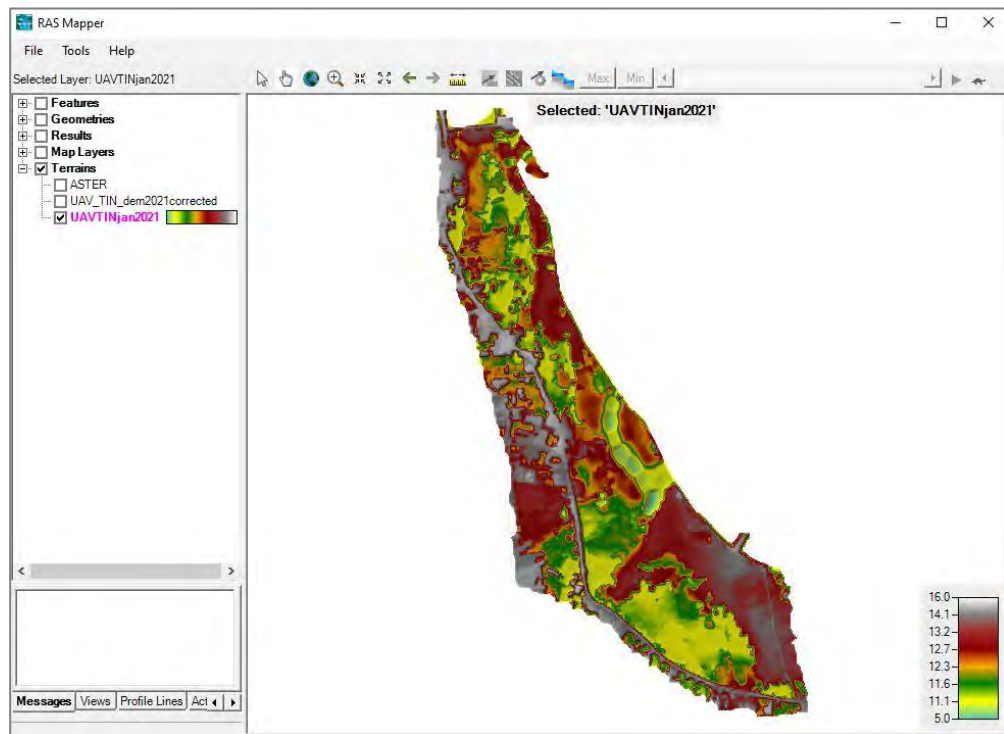 RAS Mapper
File Tools Help
Selected Layer: UAVTINjan2021
Max Min
Selected: 'UAVTINjan2021'
Features
Geometries
Results
Map Layers
Terrains
ASTER
UAV_TIN_dem2021corrected
UAVTINjan2021
16.0
14.1
13.2
12.7
12.3
11.6
11.1
5.0
Messages Views Profile Lines Act